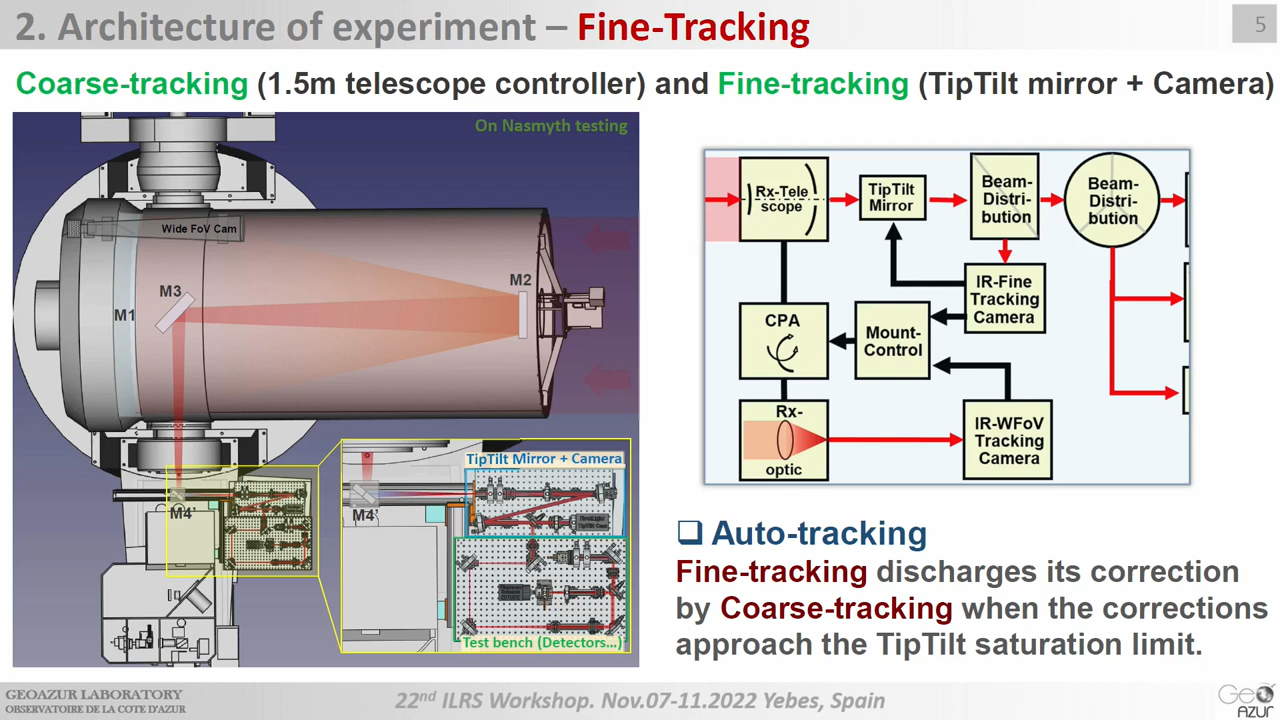 2. Architecture of experiment – Fine-Tracking
5
Coarse-tracking (1.5m telescope controller) and Fine-tracking (TipTilt mirror + Camera)
On Nasmyth testing
Wide FoV Cam
M2
M3
M1
M4'
TipTilt Mirror + Camera
M4'
Test bench (Detectors...)
Rx-Tele
scope
TipTilt
Mirror
Beam-
Distri-
bution
Beam-
Distri-
bution
IR-Fine
Tracking
Camera
CPA
Mount-
Control
Rx-
optic
IR-WFoV
Tracking
Camera
❑ Auto-tracking
Fine-tracking discharges its correction
by Coarse-tracking when the corrections
approach the TipTilt saturation limit.
GEOAZUR LABORATORY
OBSERVATOIRE DE LA COTE D'AZUR
22nd ILRS Workshop. Nov.07-11.2022 Yebes, Spain
Geo
AZUR